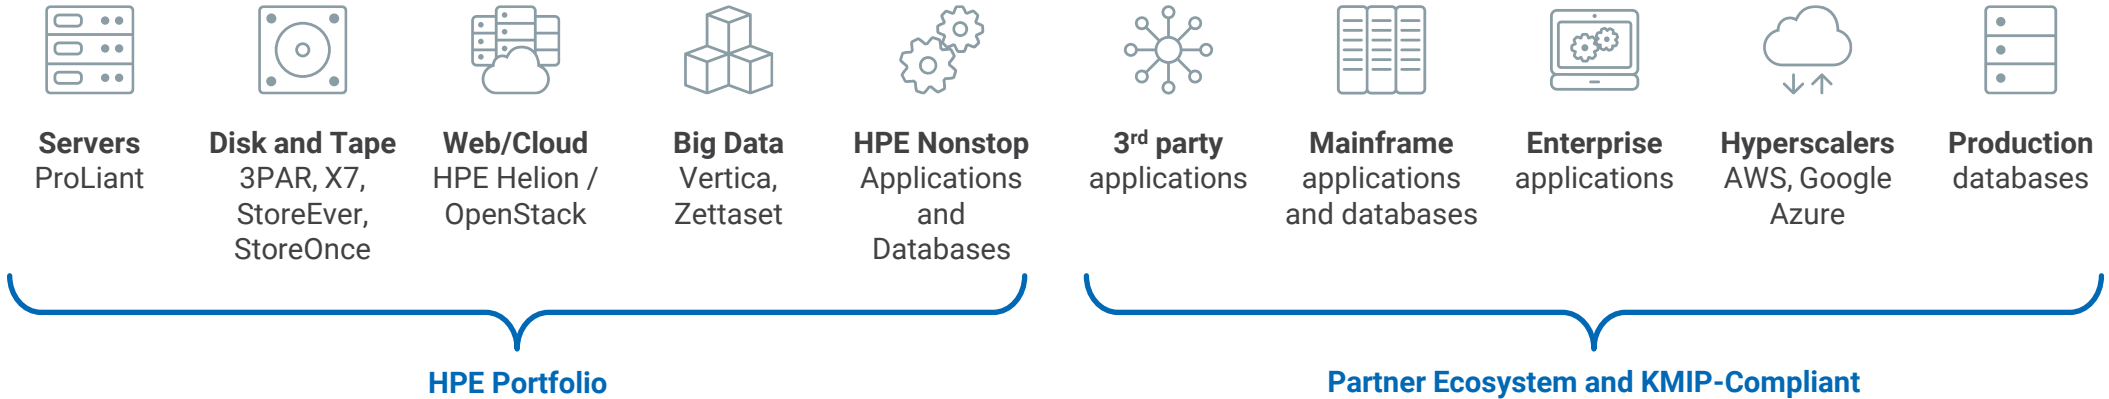 Servers
ProLiant
Disk and Tape
3PAR, X7,
StoreEver,
StoreOnce
Web/Cloud
HPE Helion /
OpenStack
Big Data
Vertica,
Zettaset
HPE Nonstop
Applications
and
Databases
3rd party
applications
Mainframe
applications
and databases
Enterprise
applications
Hyperscalers
AWS, Google
Azure
Production
databases
HPE Portfolio
Partner Ecosystem and KMIP-Compliant